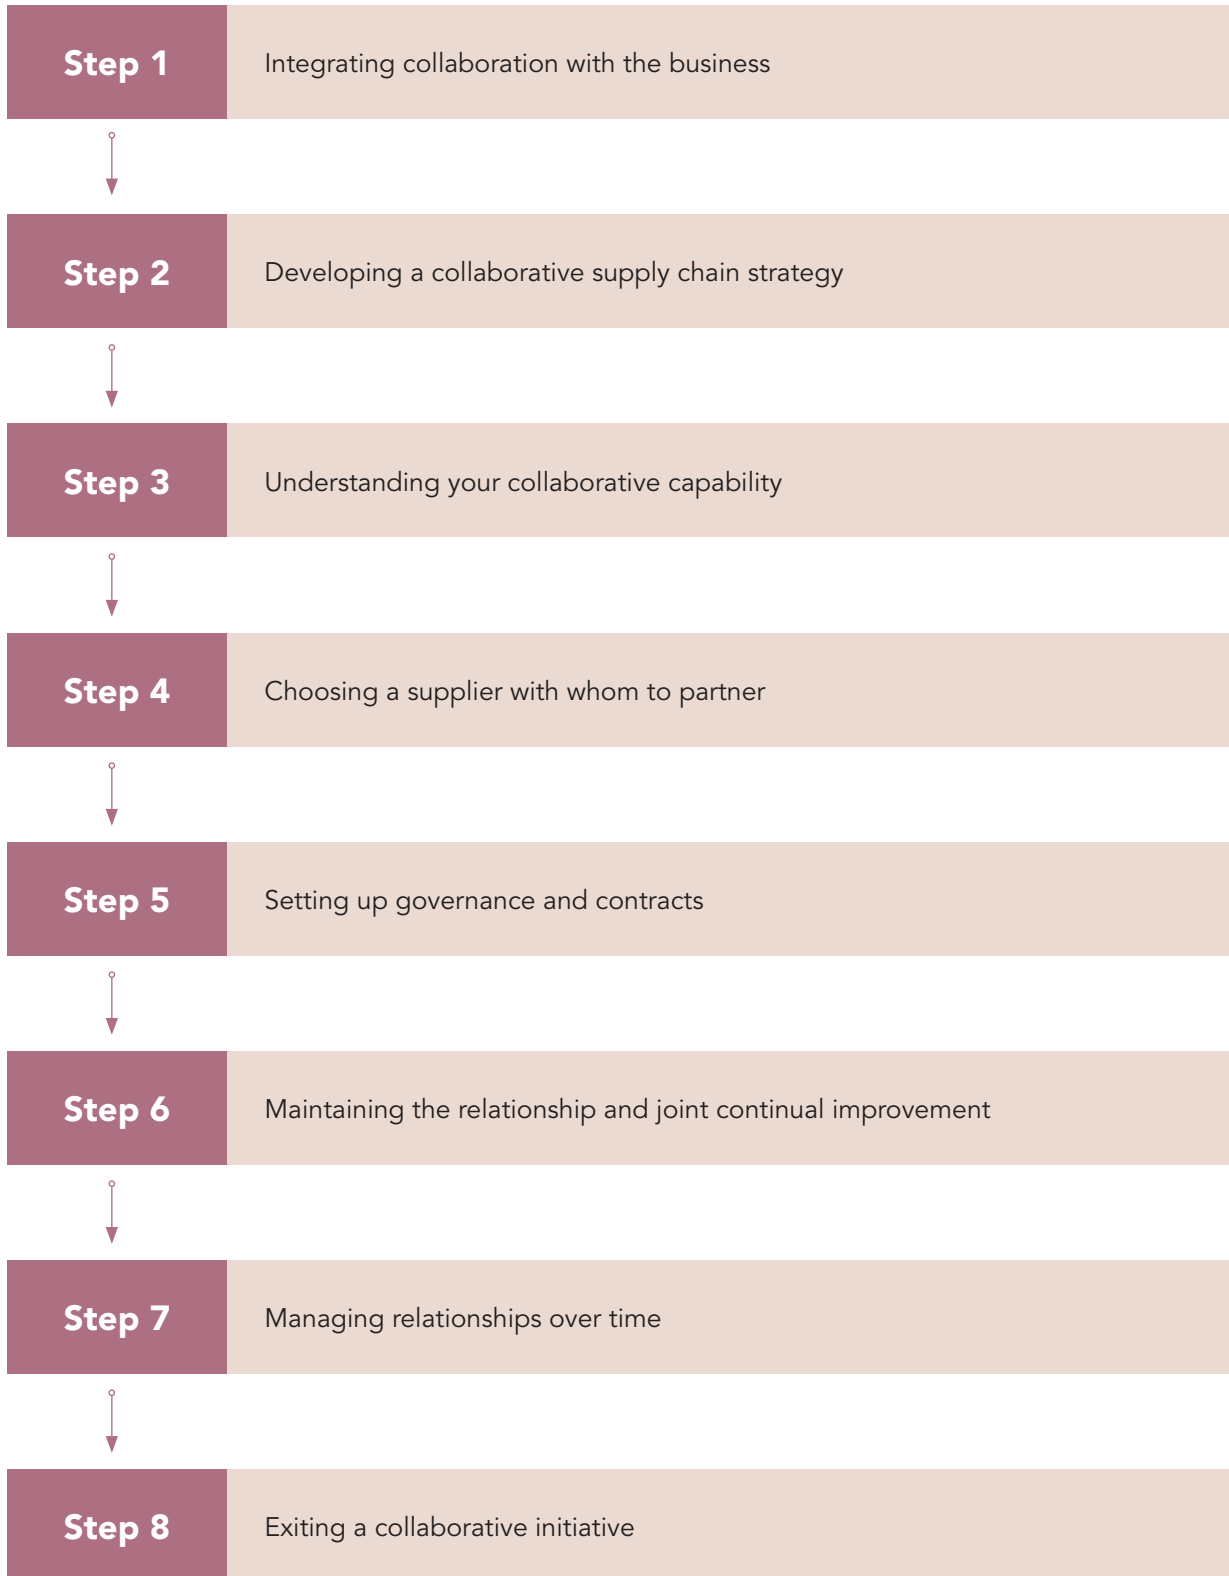 Step 1 Integrating collaboration with the business
Step 2 Developing a collaborative supply chain strategy
Step 3 Understanding your collaborative capability
Step 4 Choosing a supplier with whom to partner
Step 5 Setting up governance and contracts
Step 6 Maintaining the relationship and joint continual improvement
Step 7 Managing relationships over time
Step 8 Exiting a collaborative initiative